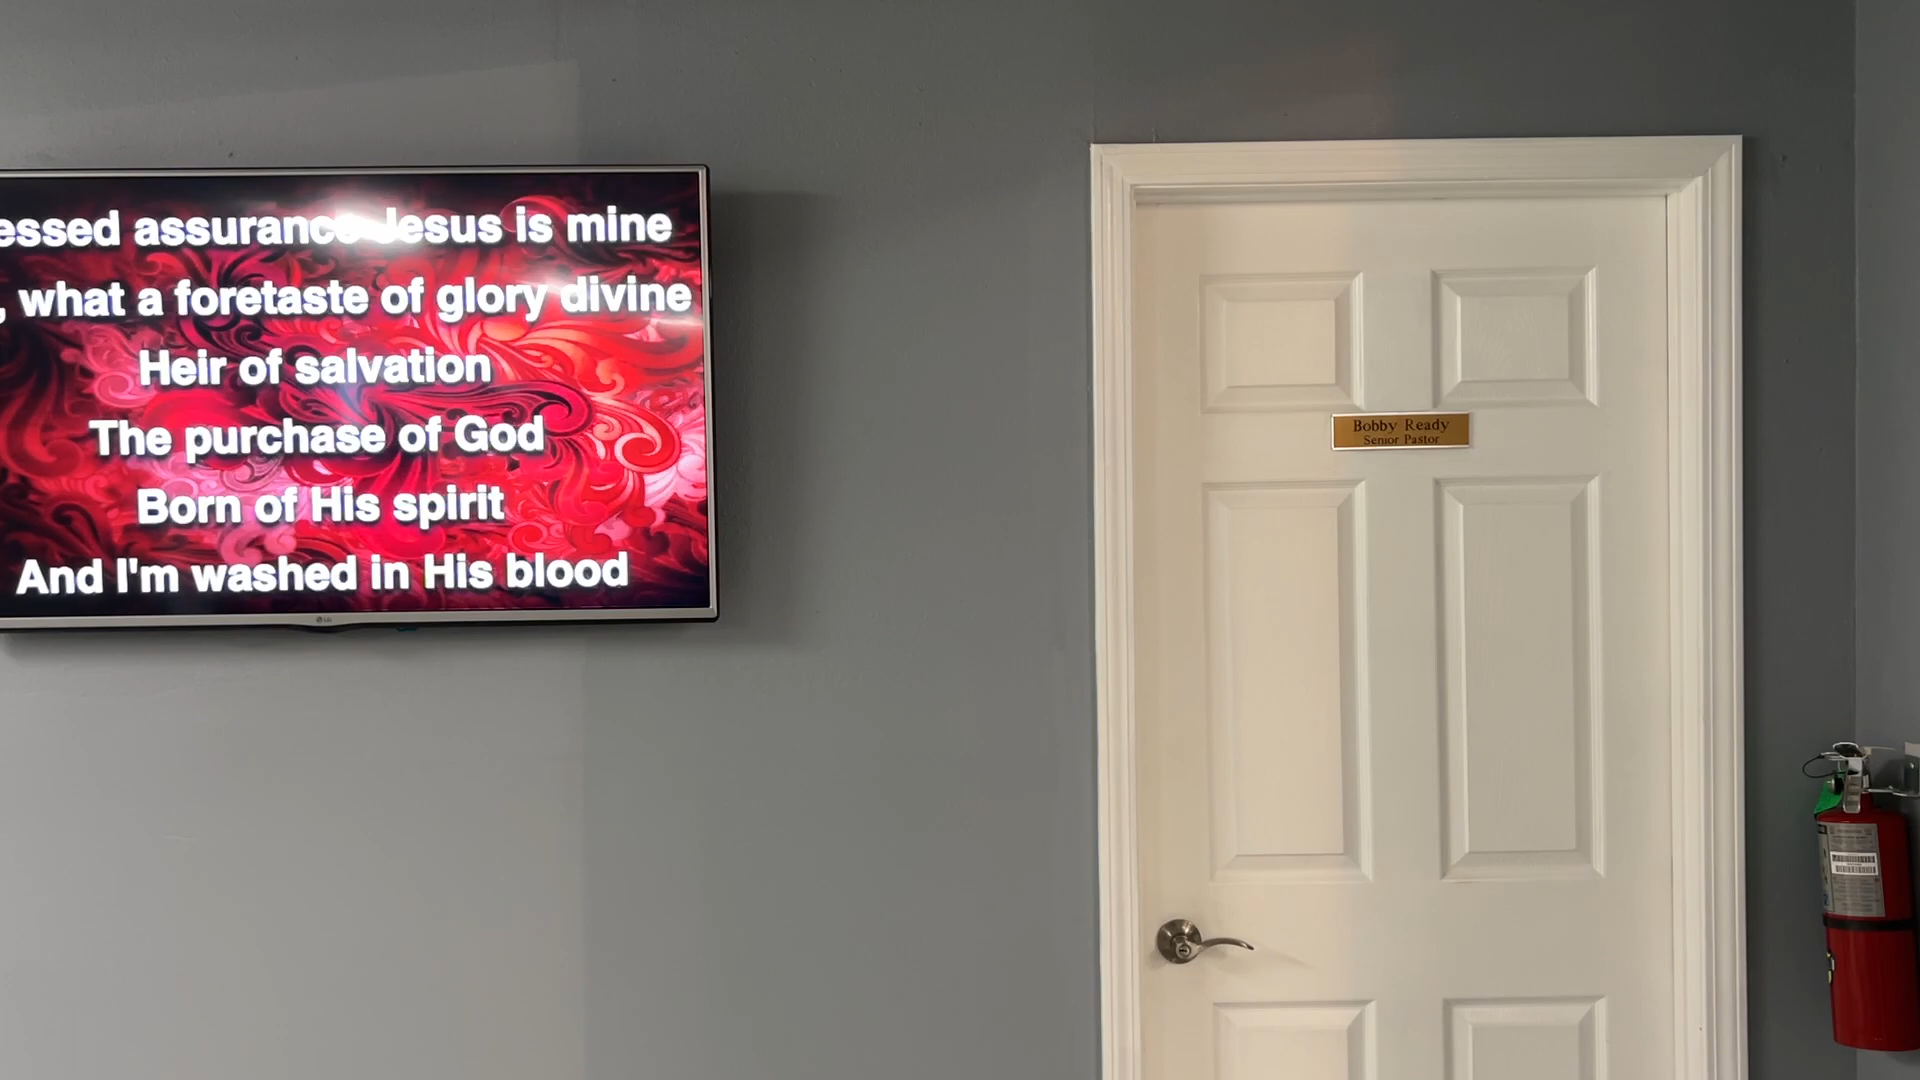 essed assurance Jesus is mine
, what a foretaste of glory divine
Heir of salvation
The purchase of God
Born of His spirit
And I'm washed in His blood
LG
Bobby Ready
Senior Pastor